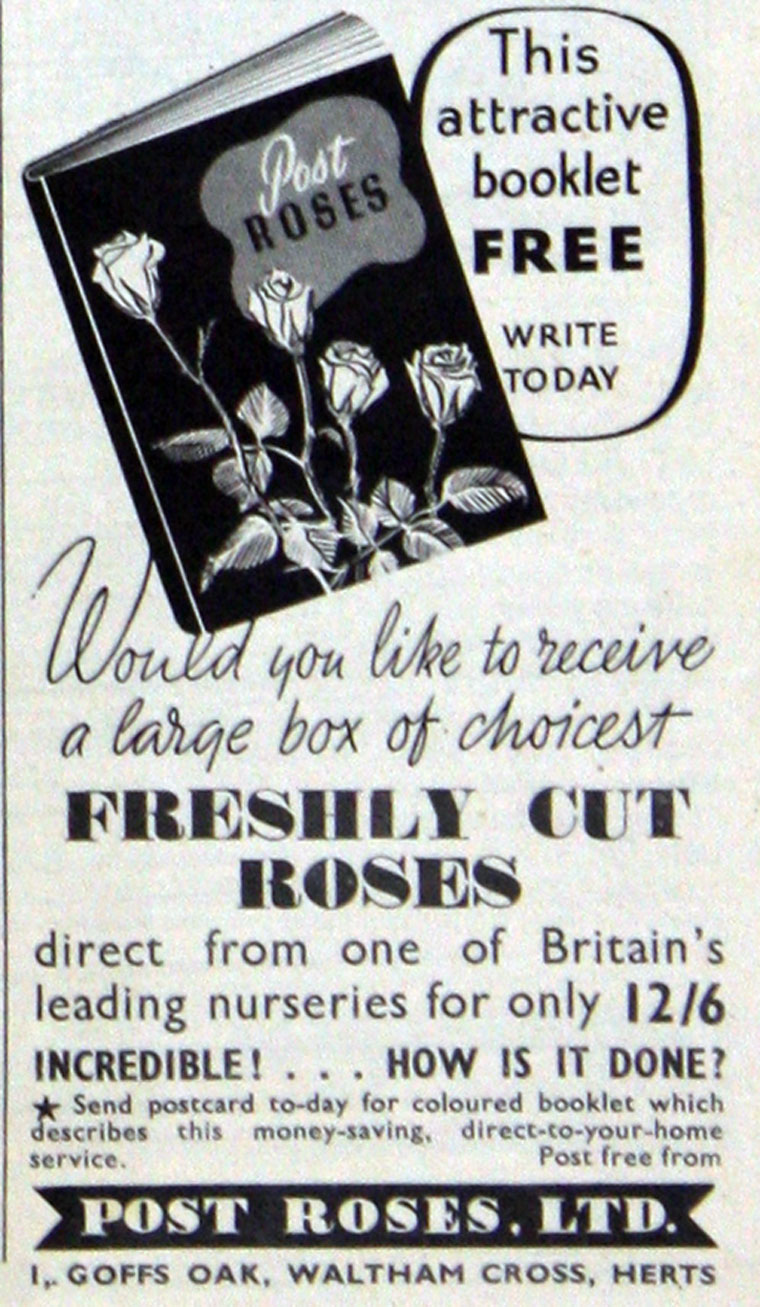 Post
ROSES
This
attractive
booklet
FREE
WRITE
TODAY
Would you like to receive
a large box of choicest
FRESHLY CUT
ROSES
direct from one of Britain's
leading nurseries for only 12/6
INCREDIBLE! . . . HOW IS IT DONE?
★ Send postcard to-day for coloured booklet which
describes this money-saving, direct-to-your-home
service. Post free from
POST ROSES, LTD.
1,. GOFFS OAK, WALTHAM CROSS, HERTS